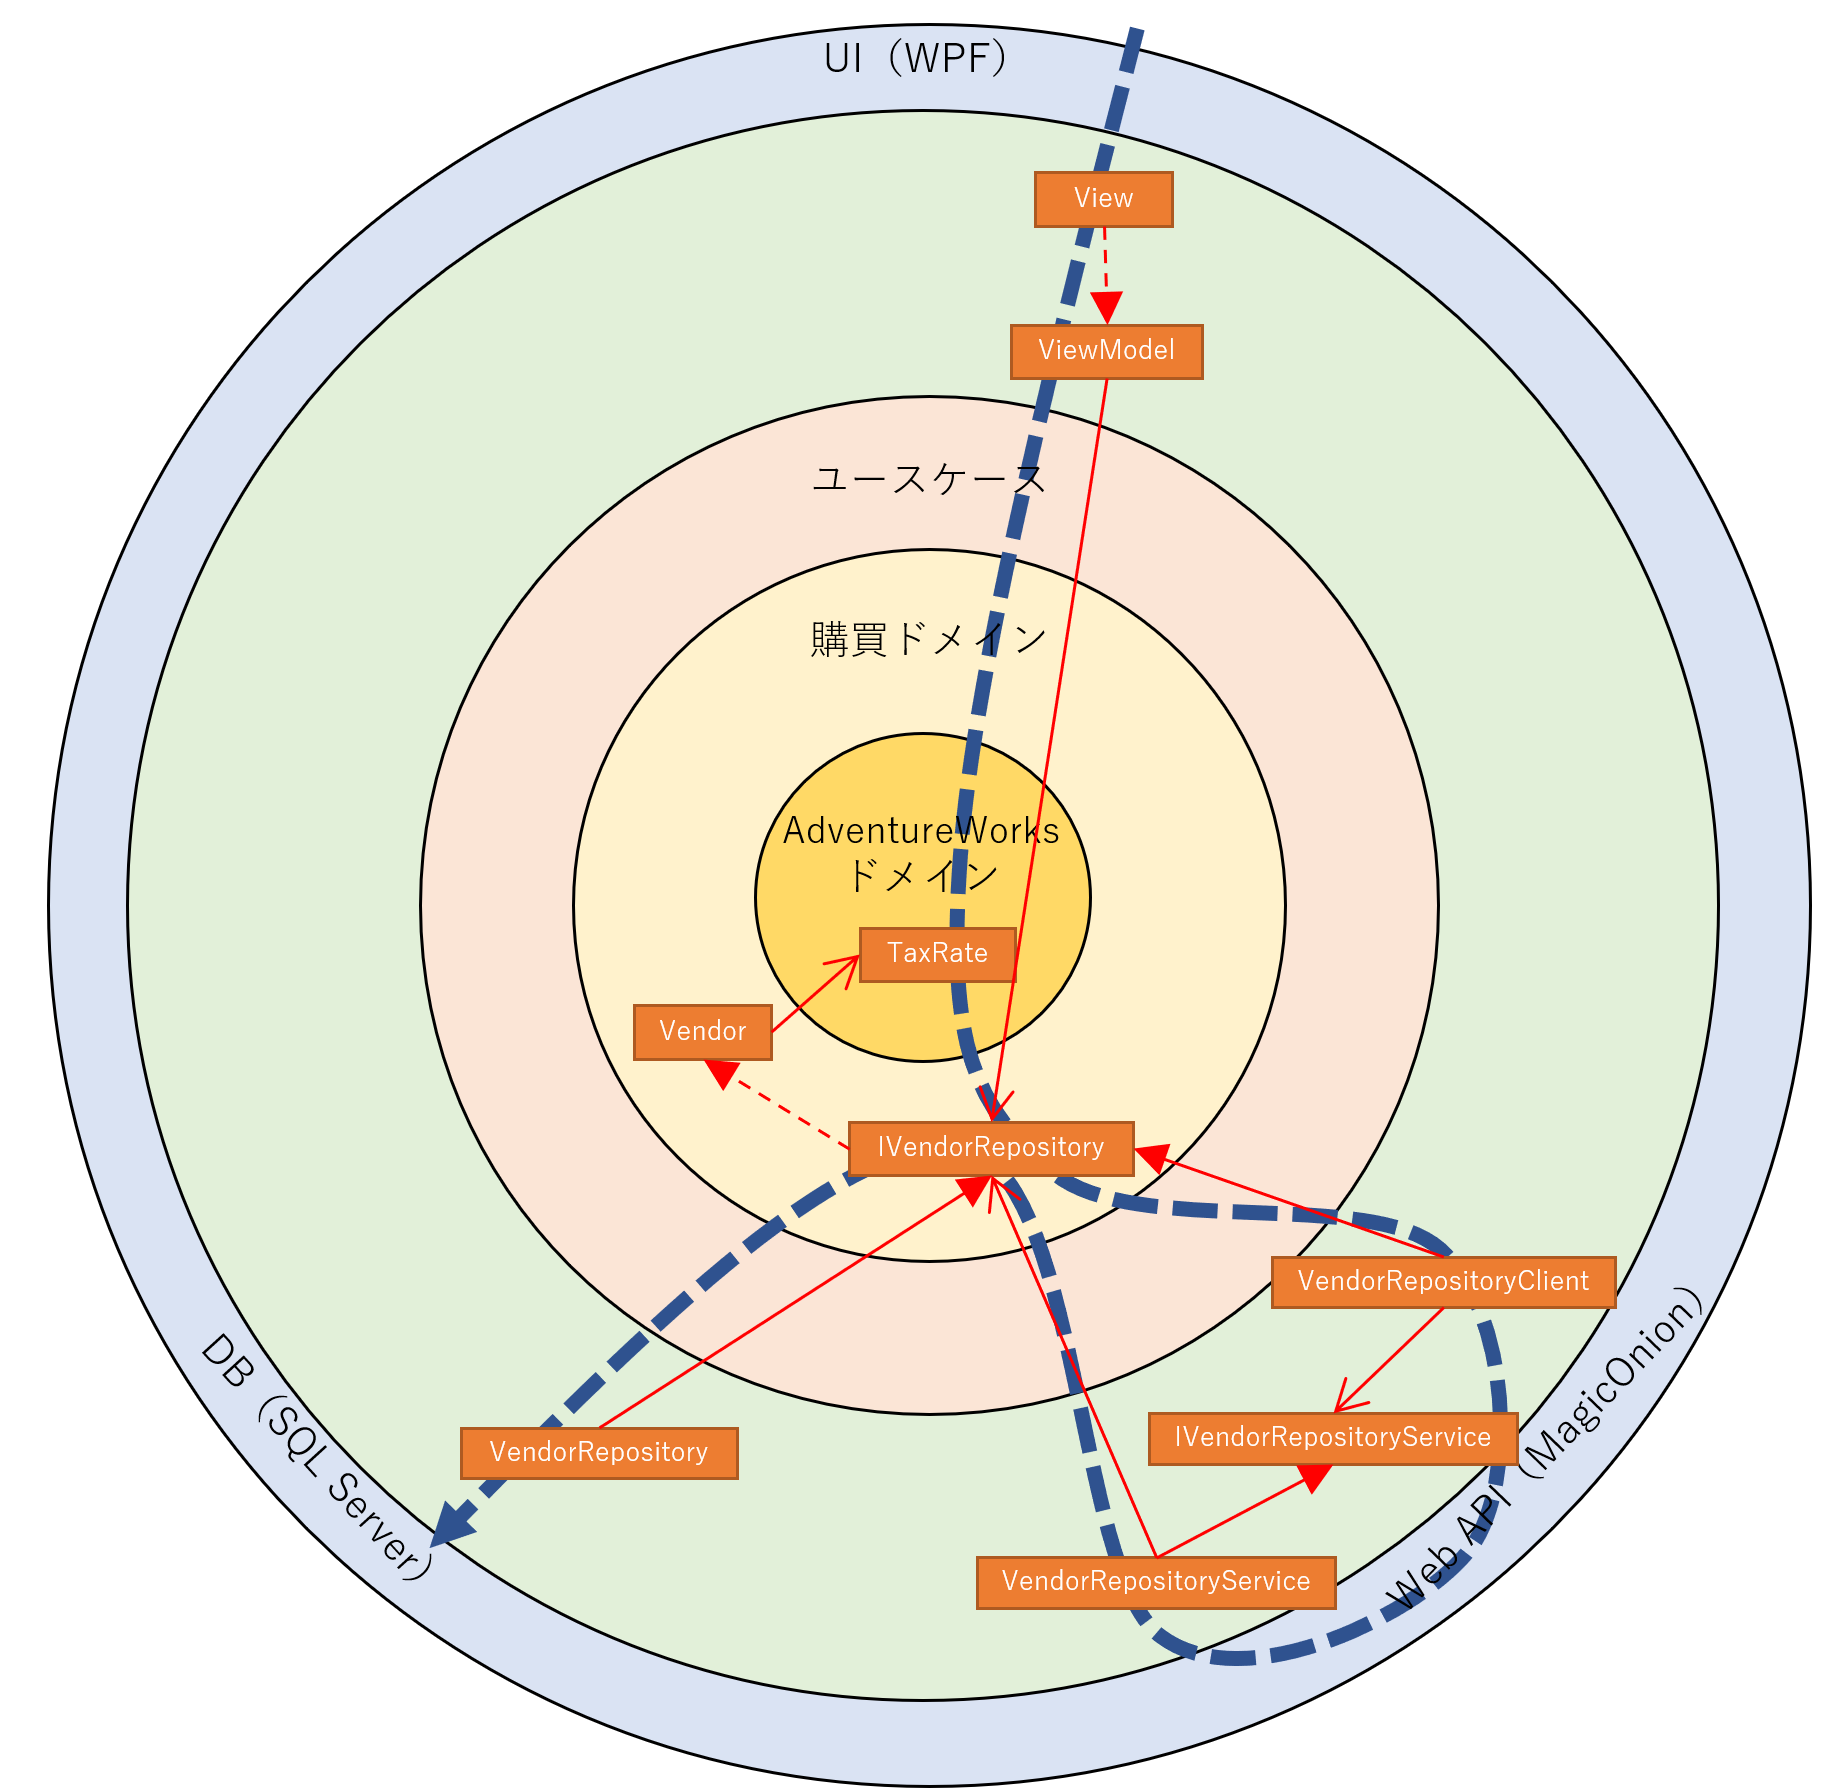 UI（WPF）
View
ViewModel
ユースケース
購買ドメイン
AdventureWorks
ドメイン
TaxRate
Vendor
IVendorRepository
VendorRepositoryClient
DB（SQL Server）
VendorRepository
IVendorRepositoryService
Web API（MagicOnion）
VendorRepositoryService